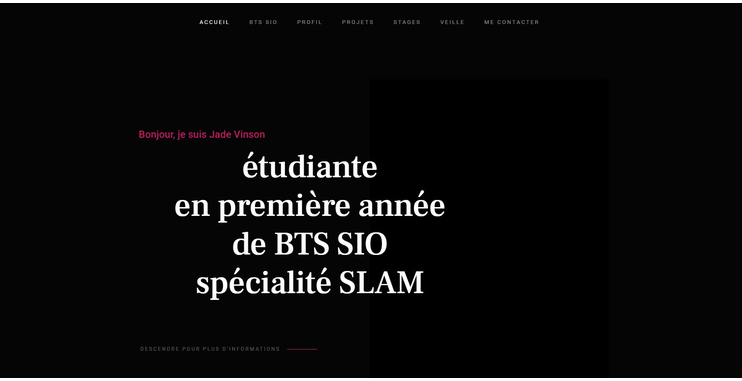 ACCUEIL BTS SIO PROFIL PROJETS STAGES VEILLE ME CONTACTER
Bonjour, je suis Jade Vinson
étudiante
en première année
de BTS SIO
spécialité SLAM
DESCENDRE POUR PLUS D'INFORMATIONS